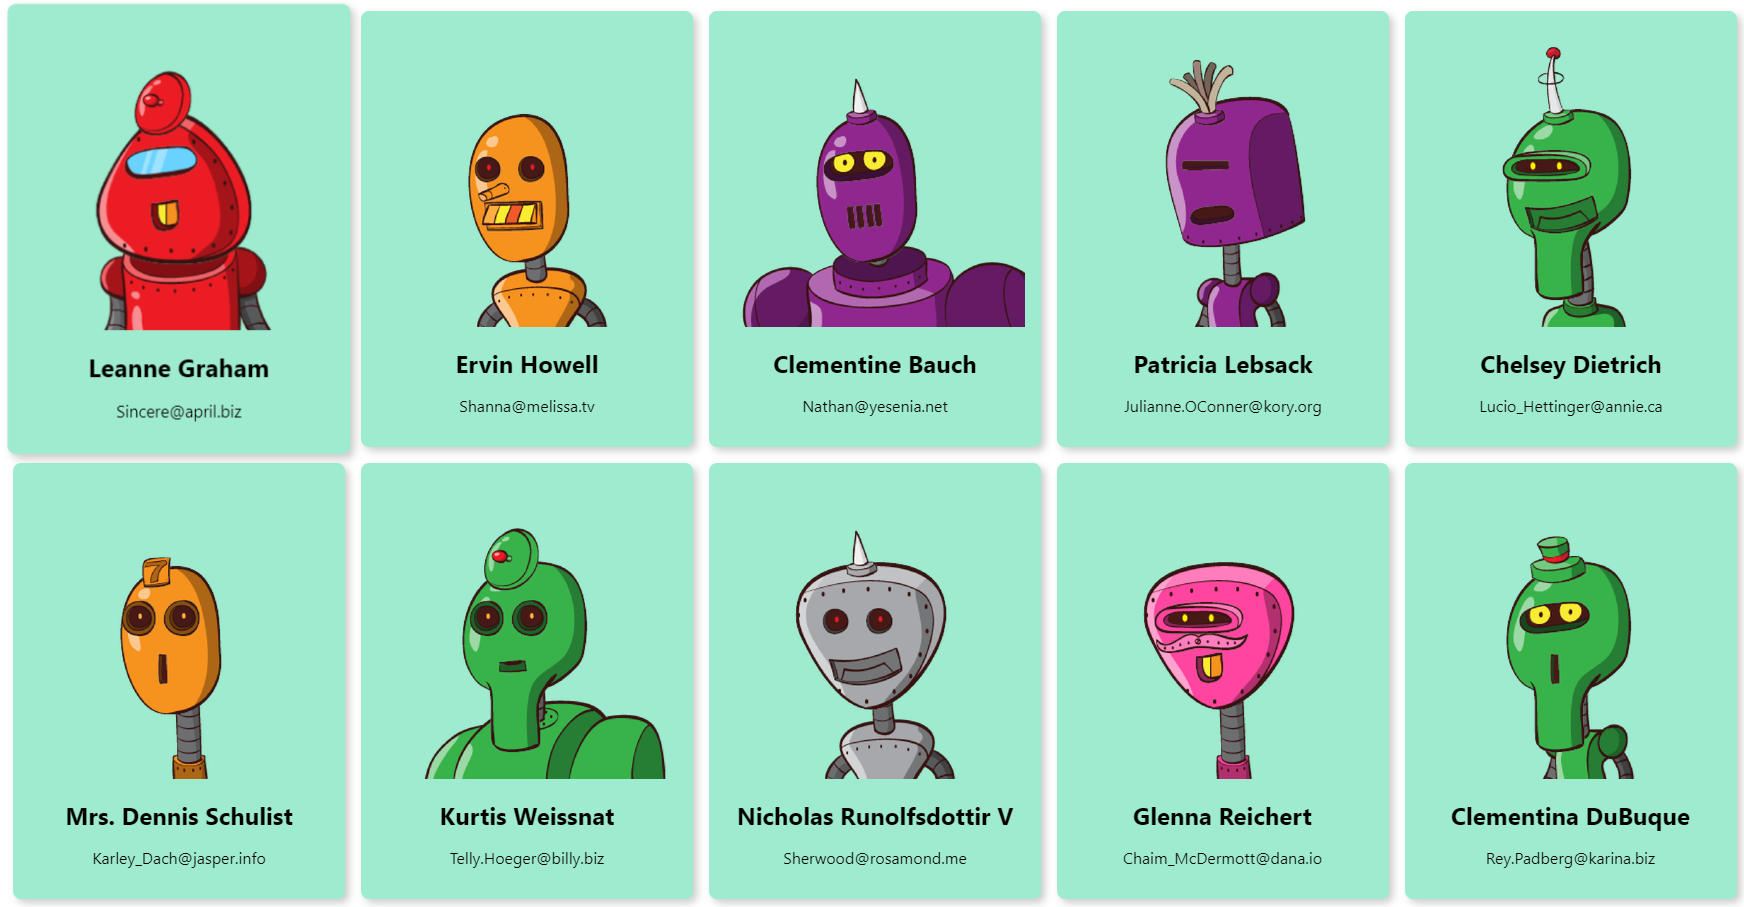 Leanne Graham
Sincere@april.biz
Ervin Howell
Shanna@melissa.tv
Clementine Bauch
Nathan@yesenia.net
Patricia Lebsack
Julianne.OConner@kory.org
Chelsey Dietrich
Lucio_Hettinger@annie.ca
7
Mrs. Dennis Schulist
Karley_Dach@jasper.info
Kurtis Weissnat
Telly.Hoeger@billy.biz
Nicholas Runolfsdottir V
Sherwood@rosamond.me
Glenna Reichert
Chaim_McDermott@dana.io
Clementina DuBuque
Rey.Padberg@karina.biz